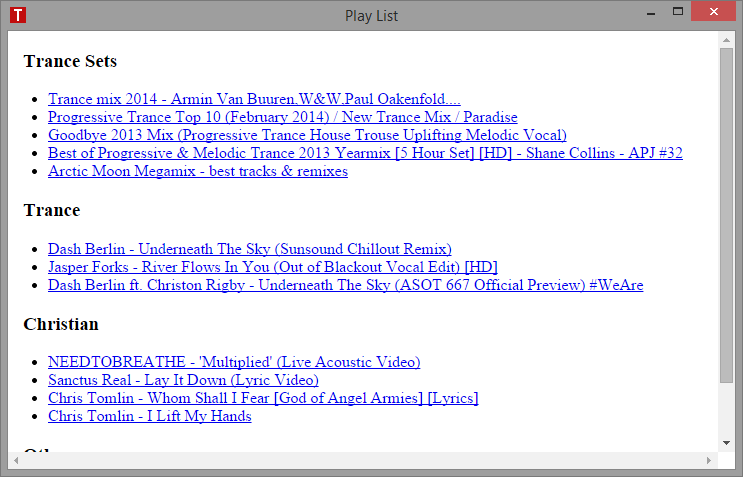 T
Play List
Trance Sets
Trance mix 2014 - Armin Van Buuren,W&W,Paul Oakenfold....
Progressive Trance Top 10 (February 2014) / New Trance Mix / Paradise
Goodbye 2013 Mix (Progressive Trance House Trouse Uplifting Melodic Vocal)
Best of Progressive & Melodic Trance 2013 Yearmix [5 Hour Set] [HD] - Shane Collins - APJ #32
Arctic Moon Megamix - best tracks & remixes
Trance
Dash Berlin - Underneath The Sky (Sunsound Chillout Remix)
Jasper Forks - River Flows In You (Out of Blackout Vocal Edit) [HD]
Dash Berlin ft. Christon Rigby - Underneath The Sky (ASOT 667 Official Preview) #WeAre
Christian
NEEDTOBREATHE - 'Multiplied' (Live Acoustic Video)
Sanctus Real - Lay It Down (Lyric Video)
Chris Tomlin - Whom Shall I Fear [God of Angel Armies] [Lyrics]
Chris Tomlin - I Lift My Hands